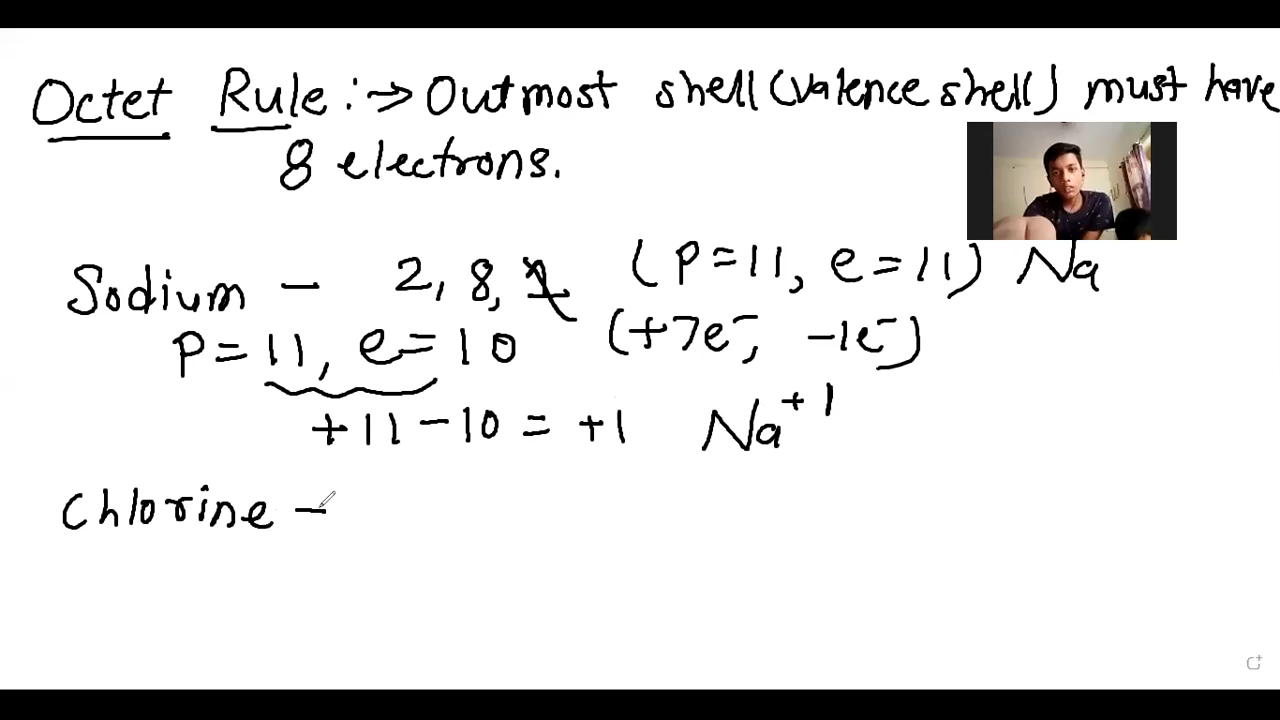 Octet Rule :→ Outmost shell (valence shell) must have
8 electrons.
Sodium - 2, 8, 1 (P=11, e=11) Na
P=11, e=10 (+7e⁻, -1e⁻)
+11-10=+1 Na⁺¹
Chlorine -